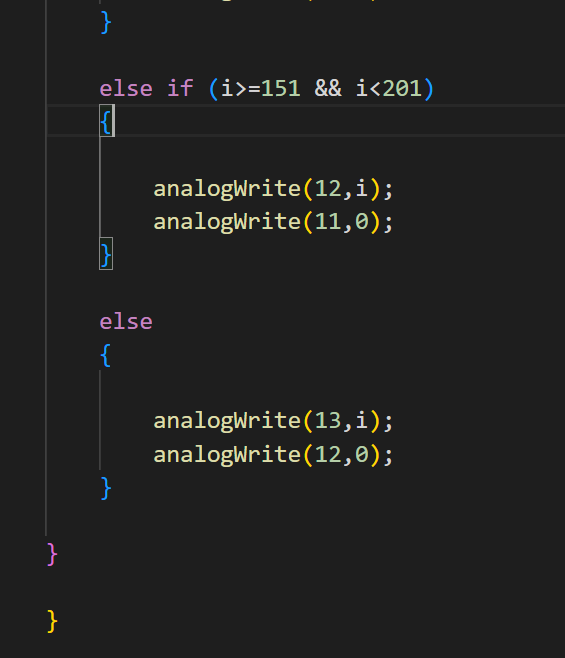 }
else if (i>=151 && i<201)
{
analogWrite(12,i);
analogWrite(11,0);
}
else
{
analogWrite(13,i);
analogWrite(12,0);
}
}
}